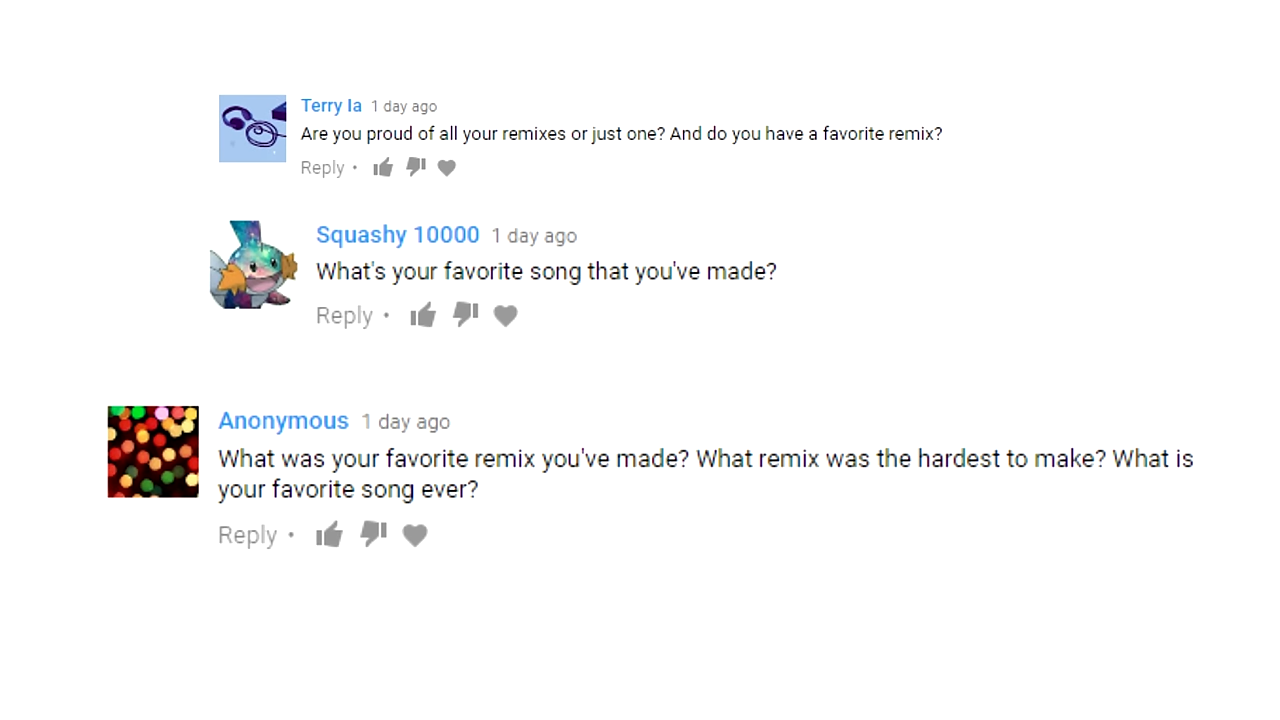 Terry Ia 1 day ago
Are you proud of all your remixes or just one? And do you have a favorite remix?
Reply •
Squashy 10000 1 day ago
What's your favorite song that you've made?
Reply •
Anonymous 1 day ago
What was your favorite remix you've made? What remix was the hardest to make? What is
your favorite song ever?
Reply •